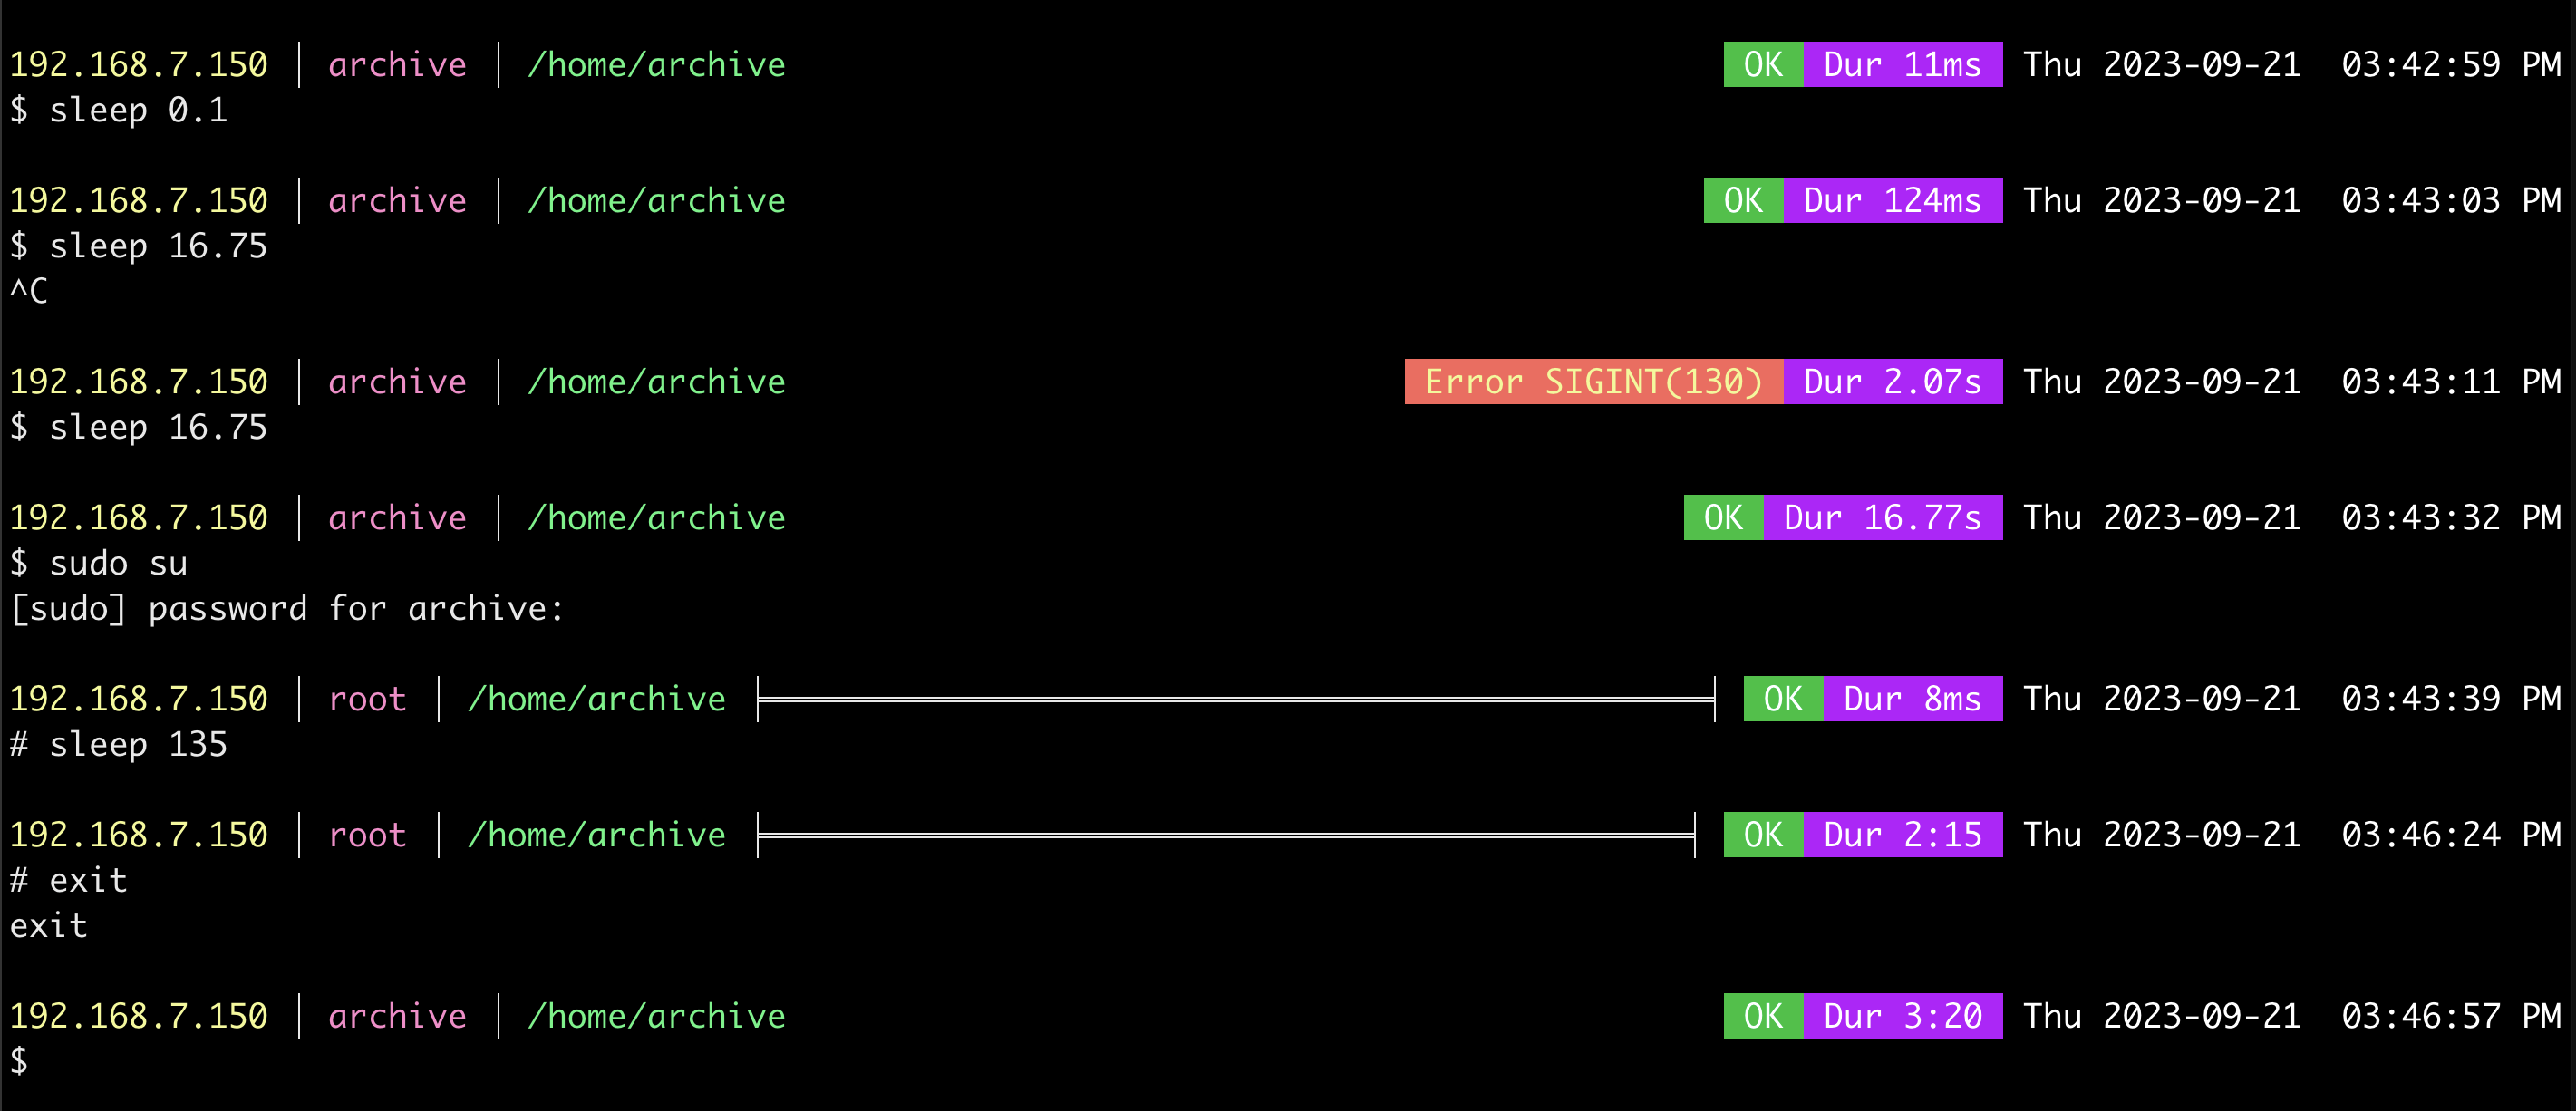 192.168.7.150 │ archive │ /home/archive OK Dur 11ms Thu 2023-09-21  03:42:59 PM
$ sleep 0.1
192.168.7.150 │ archive │ /home/archive OK Dur 124ms Thu 2023-09-21  03:43:03 PM
$ sleep 16.75
^C
192.168.7.150 │ archive │ /home/archive Error SIGINT(130) Dur 2.07s Thu 2023-09-21  03:43:11 PM
$ sleep 16.75
192.168.7.150 │ archive │ /home/archive OK Dur 16.77s Thu 2023-09-21  03:43:32 PM
$ sudo su
[sudo] password for archive:
192.168.7.150 │ root │ /home/archive ╞═══════════════════════════════════════════════╡ OK Dur 8ms Thu 2023-09-21  03:43:39 PM
# sleep 135
192.168.7.150 │ root │ /home/archive ╞══════════════════════════════════════════════╡ OK Dur 2:15 Thu 2023-09-21  03:46:24 PM
# exit
exit
192.168.7.150 │ archive │ /home/archive OK Dur 3:20 Thu 2023-09-21  03:46:57 PM
$